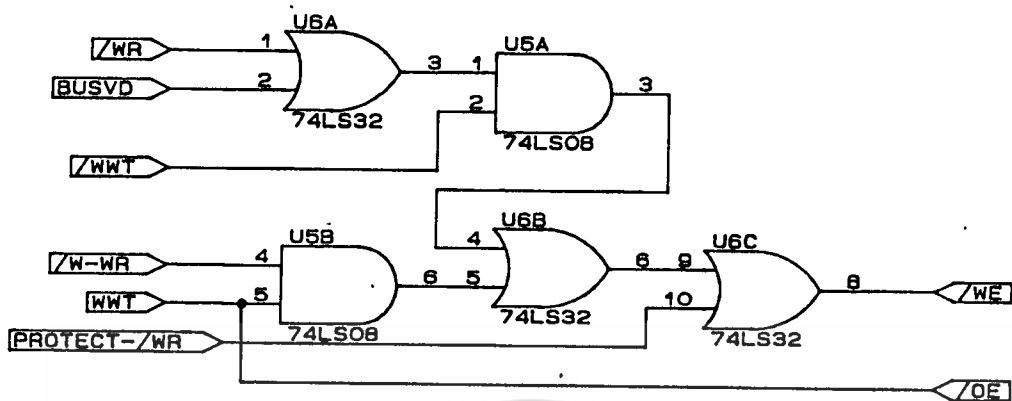 U6A
/WR
1
BUSVD
2
3
74LS32
U5A
1
2
3
74LS08
/WWT
U5B
/W-WR
4
WWT
5
6
74LS08
U6B
4
5
6
74LS32
U6C
9
10
8
74LS32
/WE
PROTECT-/WR
/OE